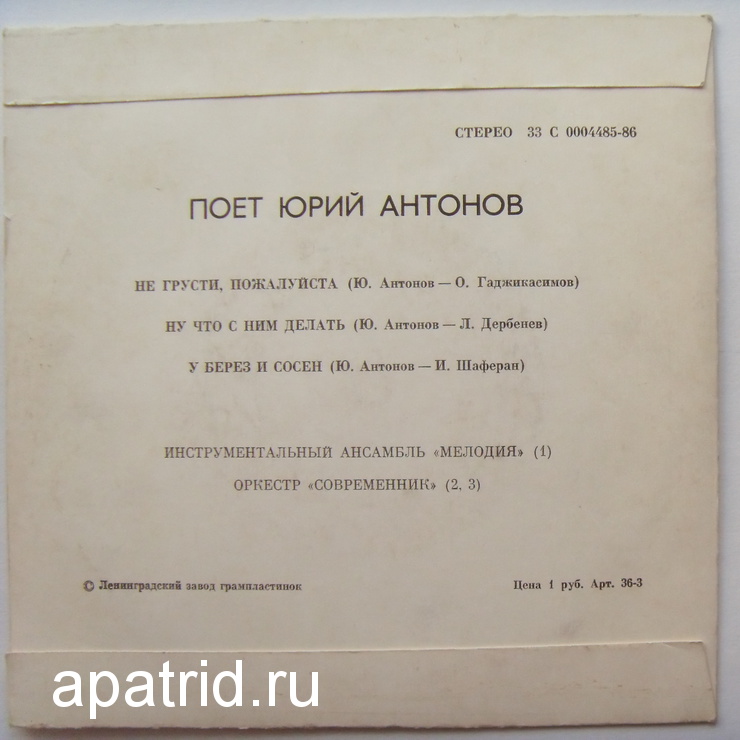 СТЕРЕО 33 С 0004485-86
ПОЕТ ЮРИЙ АНТОНОВ
НЕ ГРУСТИ, ПОЖАЛУЙСТА (Ю. Антонов — О. Гаджикасимов)
НУ ЧТО С НИМ ДЕЛАТЬ (Ю. Антонов — Л. Дербенев)
У БЕРЕЗ И СОСЕН (Ю. Антонов — И. Шаферан)
ИНСТРУМЕНТАЛЬНЫЙ АНСАМБЛЬ «МЕЛОДИЯ» (1)
ОРКЕСТР «СОВРЕМЕННИК» (2, 3)
© Ленинградский завод грампластинок Цена 1 руб. Арт. 36-3
apatrid.ru